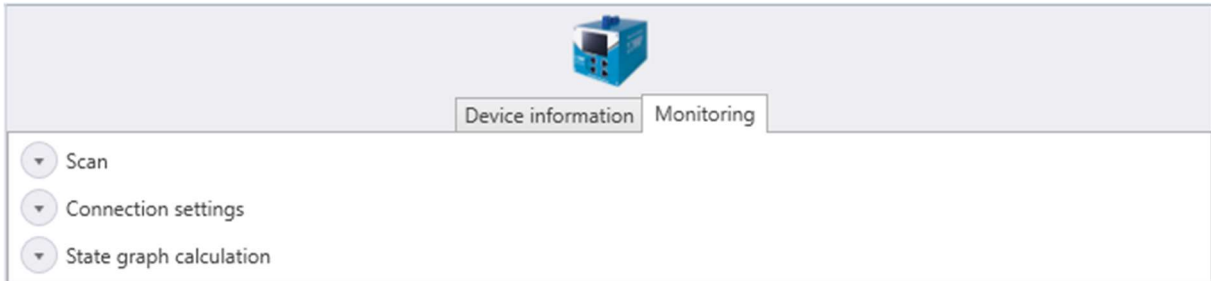 Device information
Monitoring
Scan
Connection settings
State graph calculation